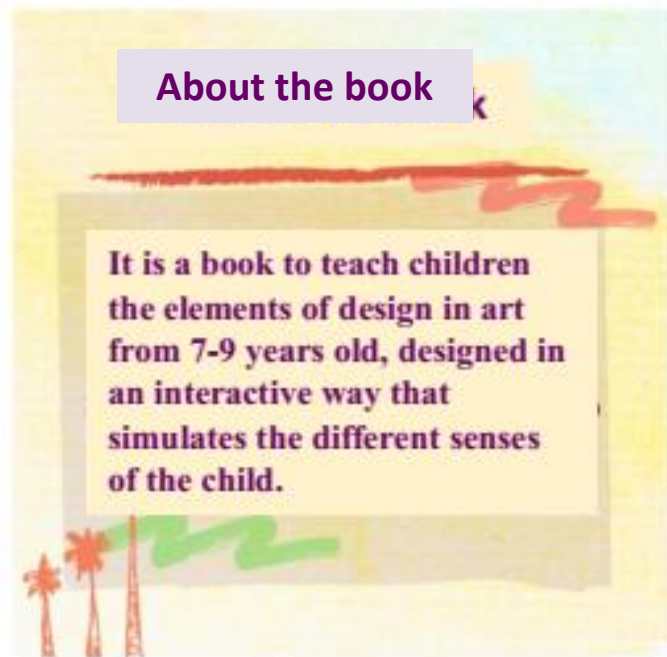 About the book
k
It is a book to teach children
the elements of design in art
from 7-9 years old, designed in
an interactive way that
simulates the different senses
of the child.